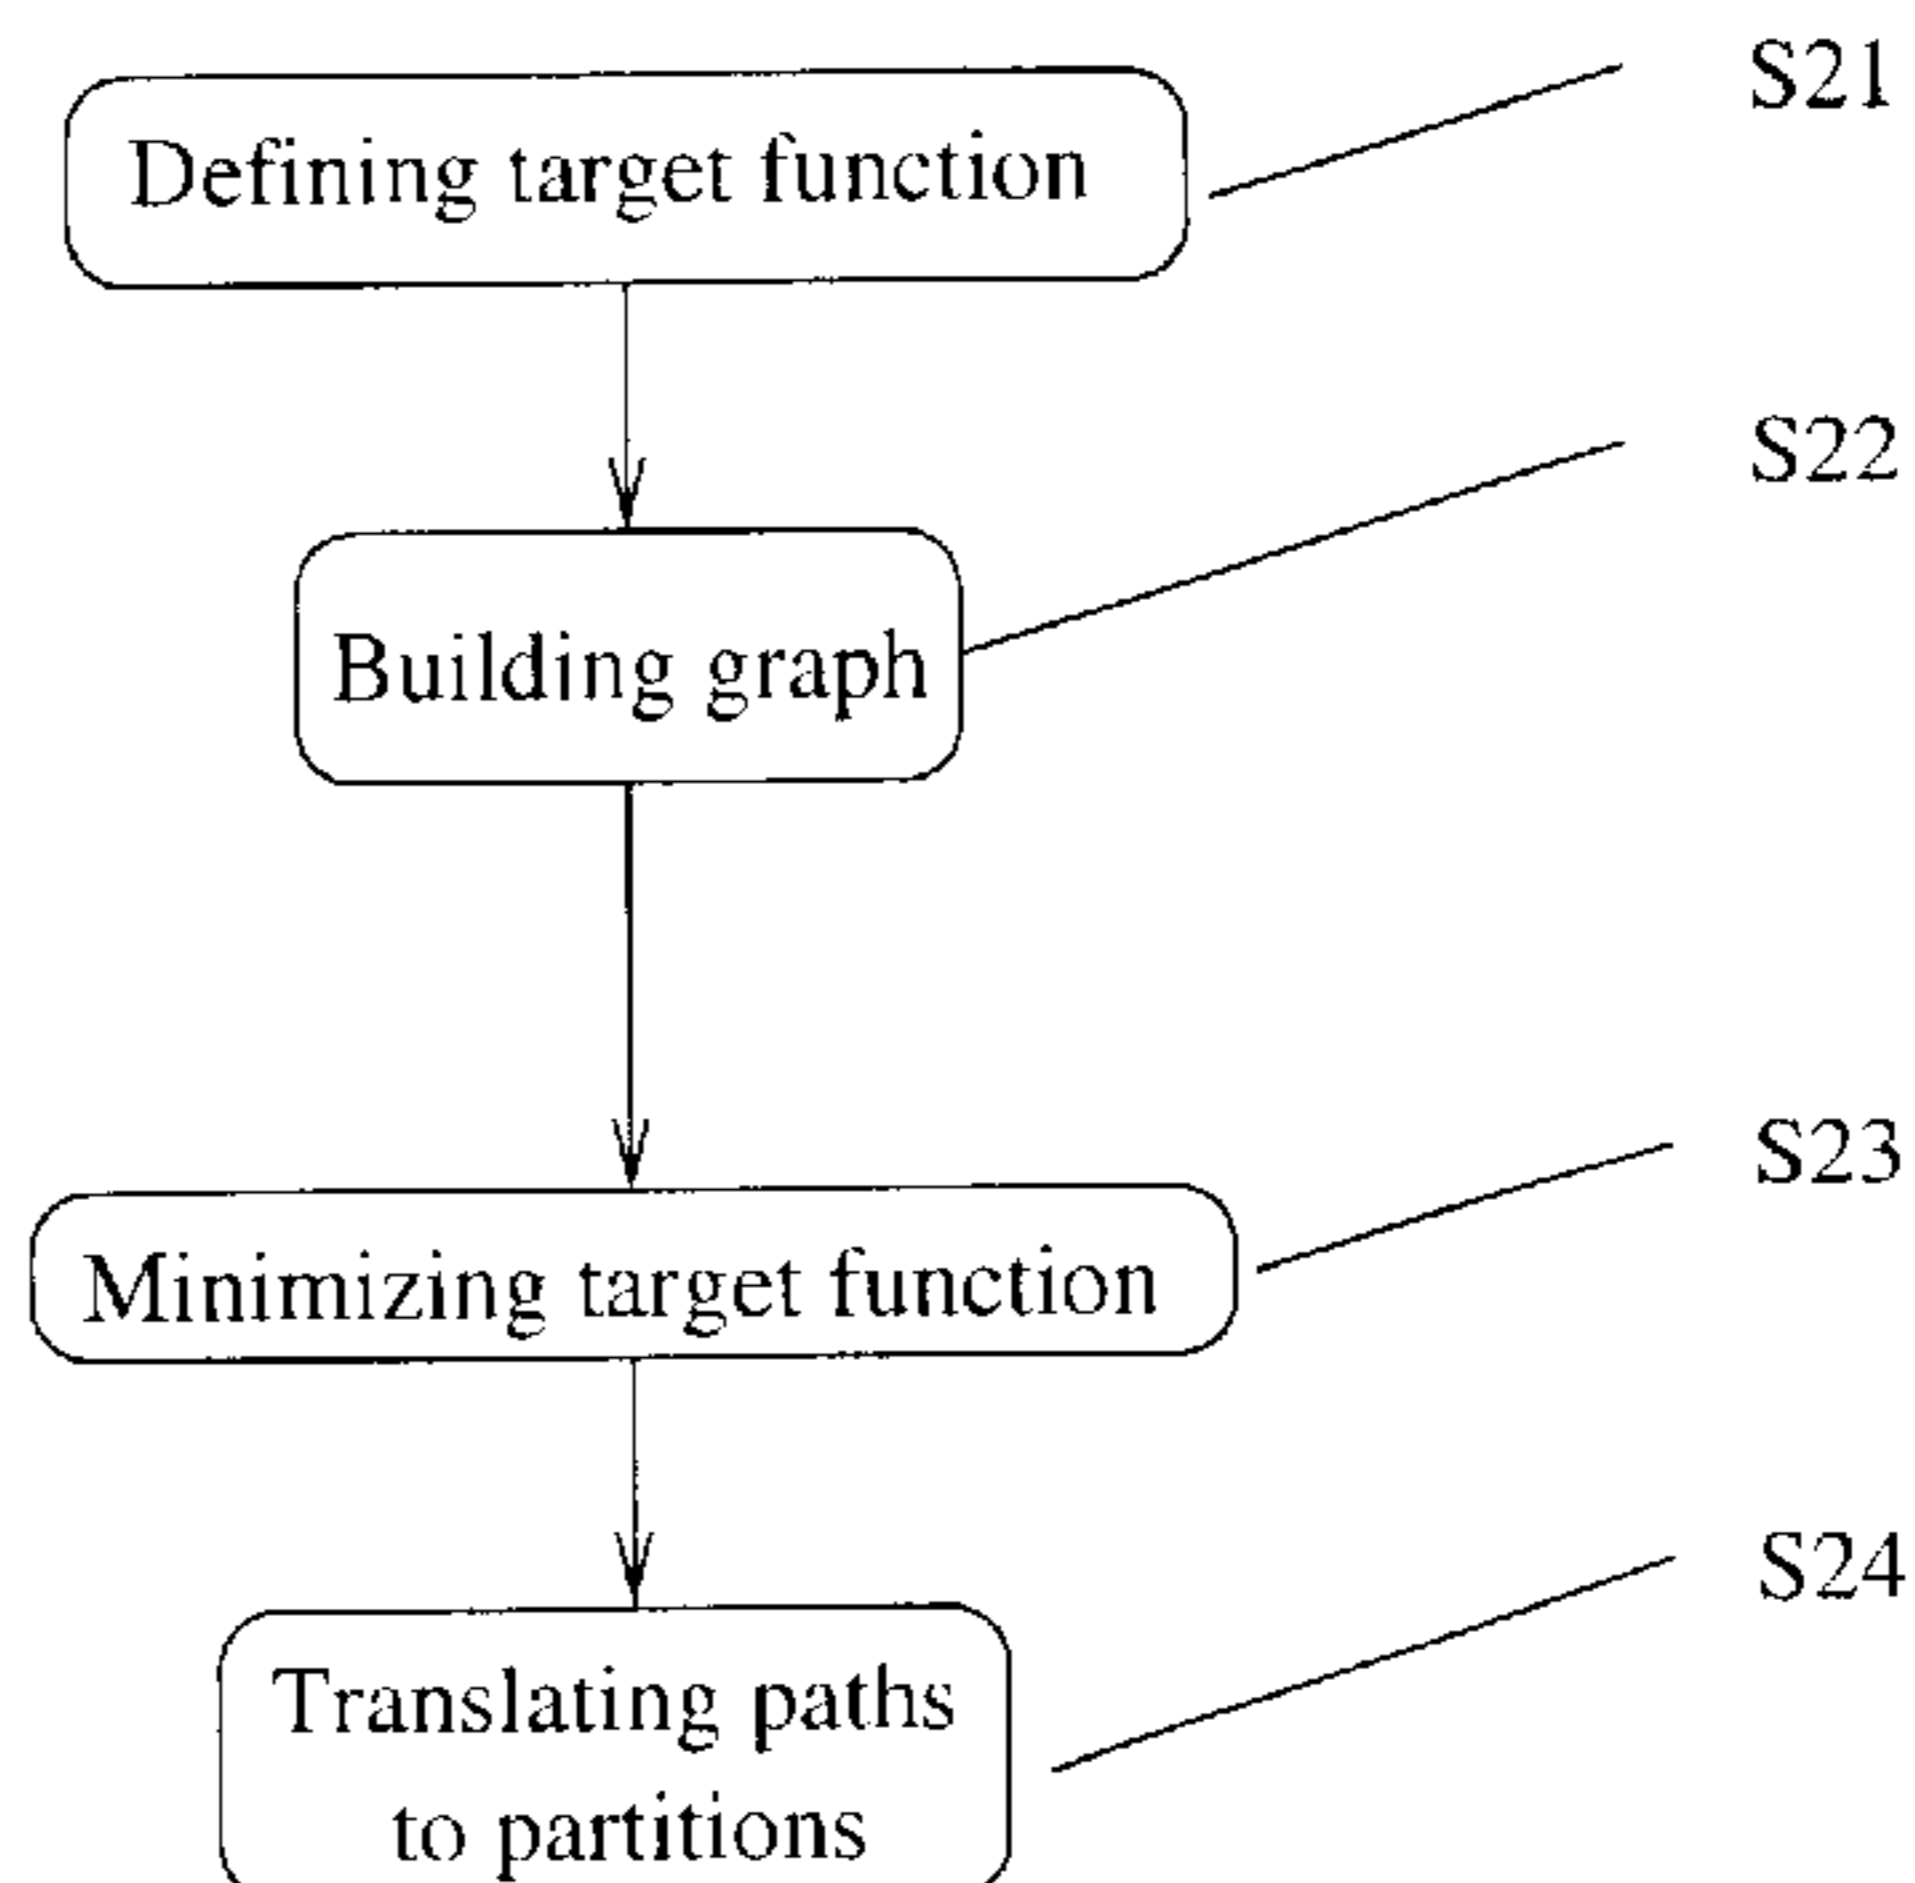 S21
Defining target function
S22
Building graph
S23
Minimizing target function
S24
Translating paths
to partitions